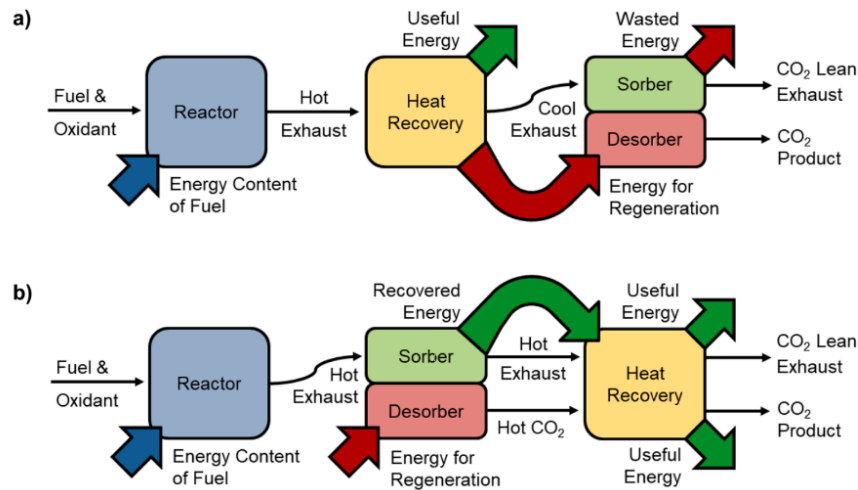 a)
Useful
Energy
Wasted
Energy
Fuel &
Oxidant
Reactor
Hot
Exhaust
Heat
Recovery
Cool
Exhaust
Sorber
Desorber
CO₂ Lean
Exhaust
CO₂
Product
Energy Content
of Fuel
Energy for
Regeneration
b)
Recovered
Energy
Useful
Energy
Fuel &
Oxidant
Reactor
Hot
Exhaust
Sorber
Desorber
Hot
Exhaust
Hot CO₂
Heat
Recovery
CO₂ Lean
Exhaust
CO₂
Product
Energy Content
of Fuel
Energy for
Regeneration
Useful
Energy